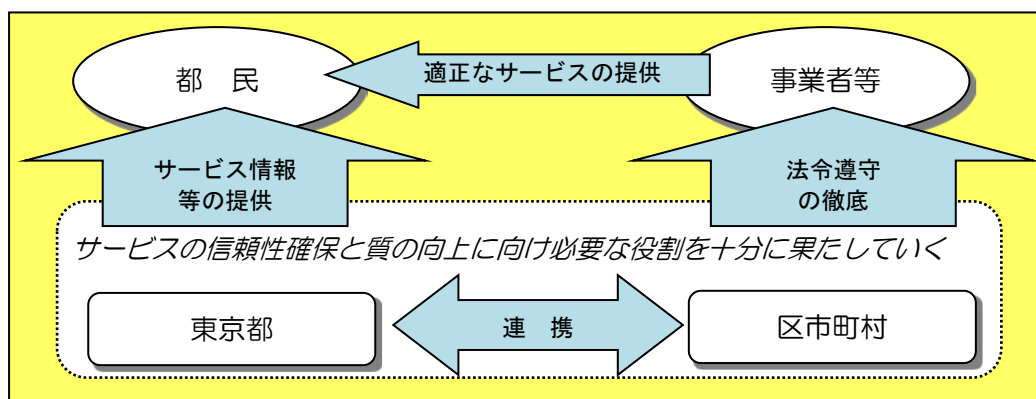 都　民
適正なサービスの提供
事業者等
サービス情報
等の提供
法令遵守
の徹底
サービスの信頼性確保と質の向上に向け必要な役割を十分に果たしていく
東京都
連　携
区市町村